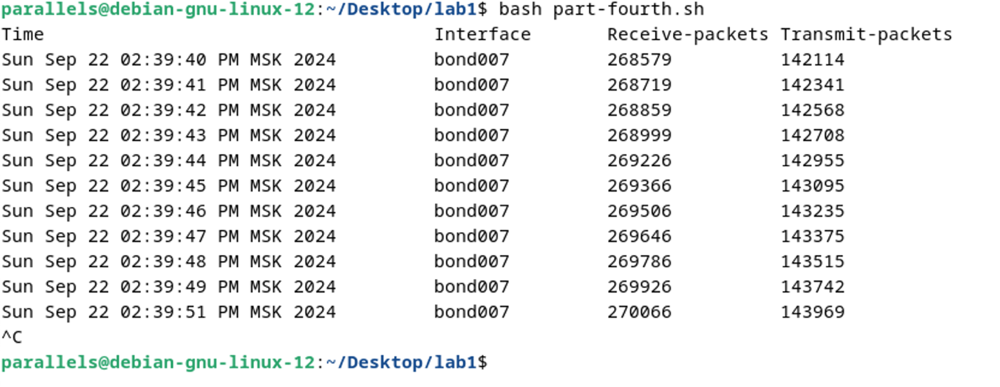 parallels@debian-gnu-linux-12:~/Desktop/lab1$ bash part-fourth.sh
Time Interface Receive-packets Transmit-packets
Sun Sep 22 02:39:40 PM MSK 2024 bond007 268579 142114
Sun Sep 22 02:39:41 PM MSK 2024 bond007 268719 142341
Sun Sep 22 02:39:42 PM MSK 2024 bond007 268859 142568
Sun Sep 22 02:39:43 PM MSK 2024 bond007 268999 142708
Sun Sep 22 02:39:44 PM MSK 2024 bond007 269226 142955
Sun Sep 22 02:39:45 PM MSK 2024 bond007 269366 143095
Sun Sep 22 02:39:46 PM MSK 2024 bond007 269506 143235
Sun Sep 22 02:39:47 PM MSK 2024 bond007 269646 143375
Sun Sep 22 02:39:48 PM MSK 2024 bond007 269786 143515
Sun Sep 22 02:39:49 PM MSK 2024 bond007 269926 143742
Sun Sep 22 02:39:51 PM MSK 2024 bond007 270066 143969
^C
parallels@debian-gnu-linux-12:~/Desktop/lab1$